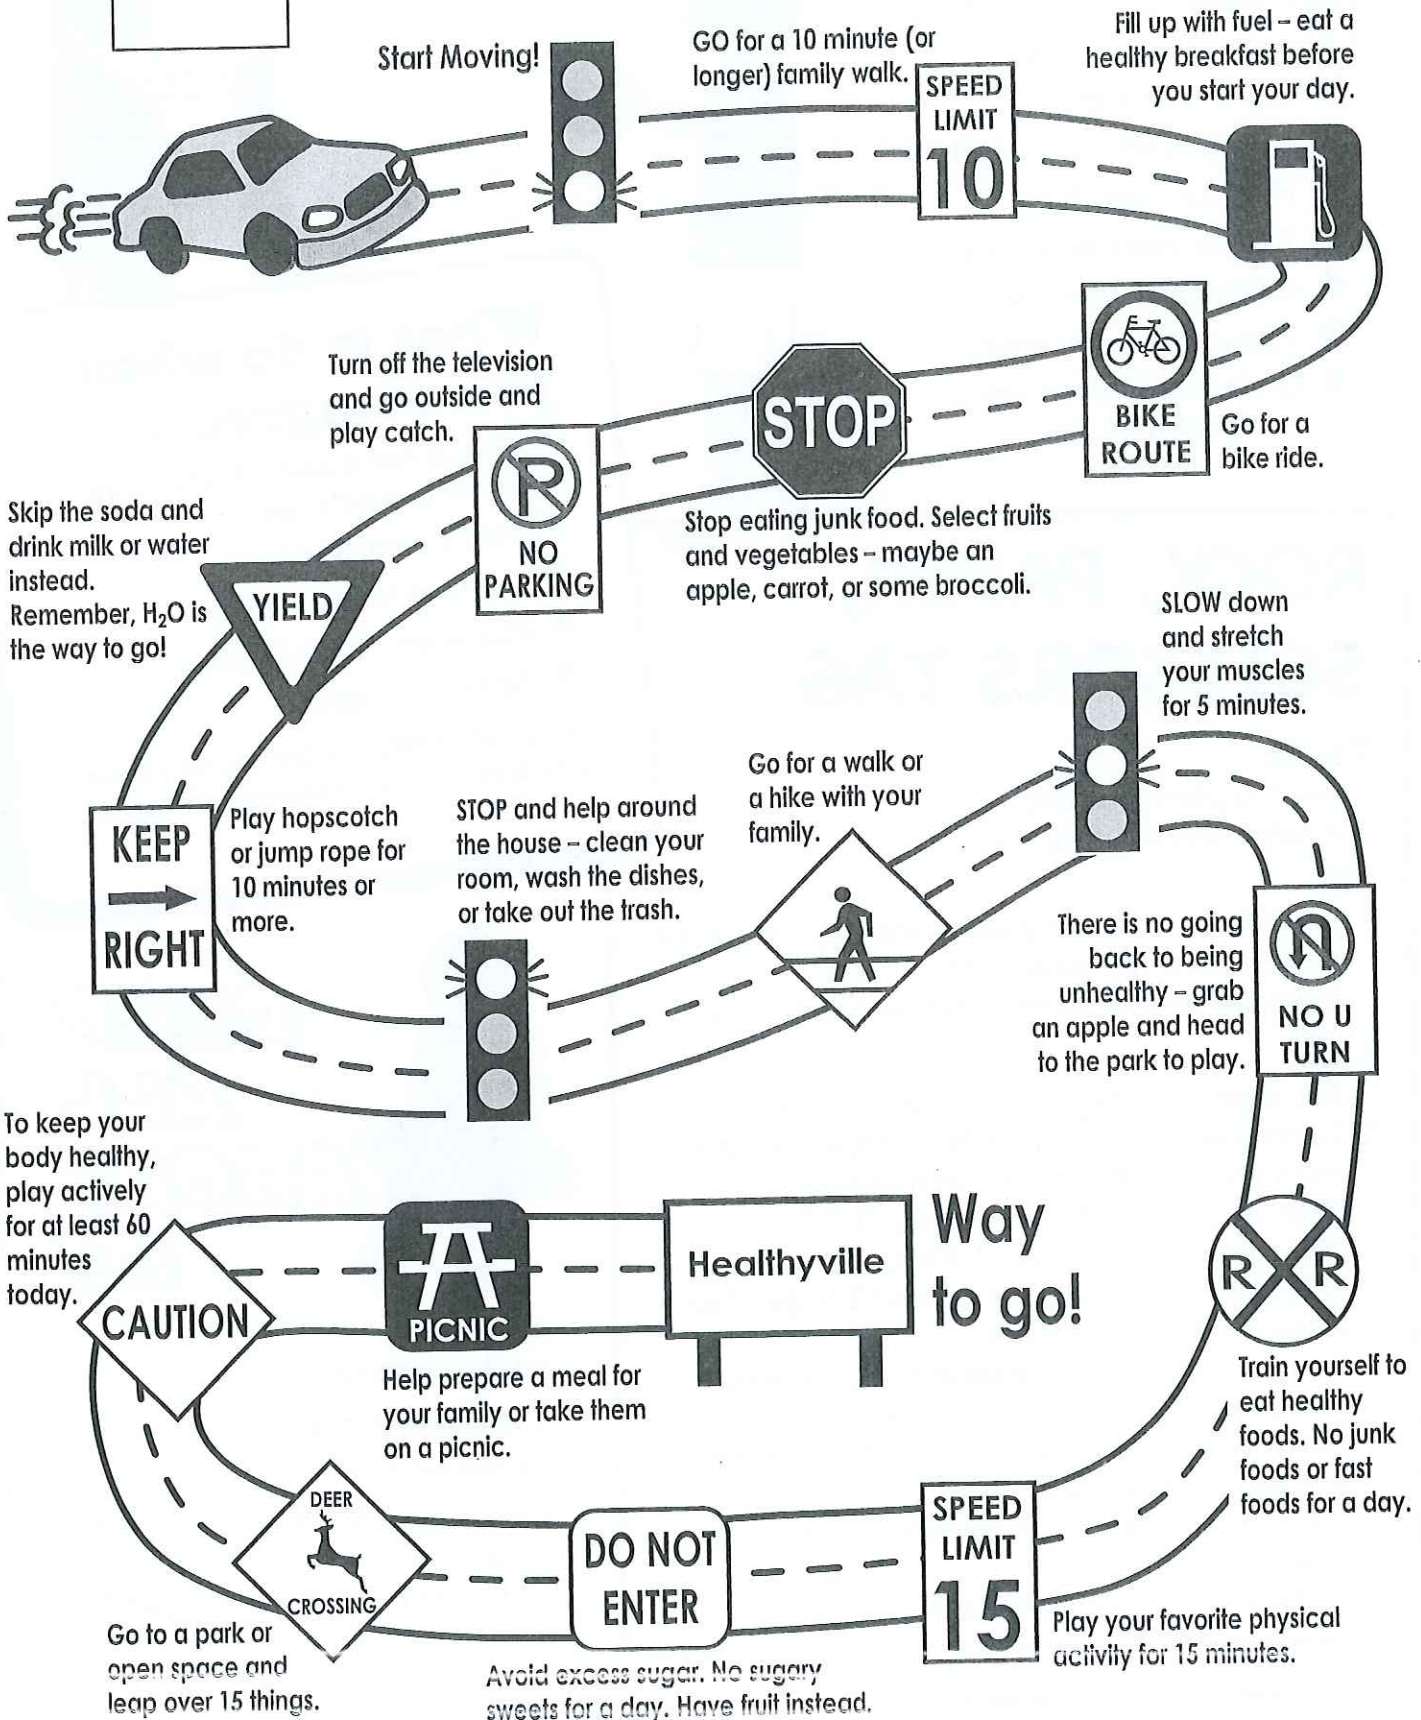 Start Moving!
GO for a 10 minute (or
longer) family walk.
SPEED
LIMIT
10
Fill up with fuel – eat a
healthy breakfast before
you start your day.
BIKE
ROUTE
Go for a
bike ride.
STOP
Stop eating junk food. Select fruits
and vegetables – maybe an
apple, carrot, or some broccoli.
Turn off the television
and go outside and
play catch.
P
NO
PARKING
Skip the soda and
drink milk or water
instead.
Remember, H₂O is
the way to go!
YIELD
KEEP
RIGHT
Play hopscotch
or jump rope for
10 minutes or
more.
STOP and help around
the house – clean your
room, wash the dishes,
or take out the trash.
Go for a walk or
a hike with your
family.
SLOW down
and stretch
your muscles
for 5 minutes.
There is no going
back to being
unhealthy – grab
an apple and head
to the park to play.
NO U
TURN
R R
Train yourself to
eat healthy
foods. No junk
foods or fast
foods for a day.
SPEED
LIMIT
15
Play your favorite physical
activity for 15 minutes.
DO NOT
ENTER
Avoid excess sugar. No sugary
sweets for a day. Have fruit instead.
DEER
CROSSING
Go to a park or
open space and
leap over 15 things.
To keep your
body healthy,
play actively
for at least 60
minutes
today.
CAUTION
PICNIC
Help prepare a meal for
your family or take them
on a picnic.
Healthyville
Way
to go!